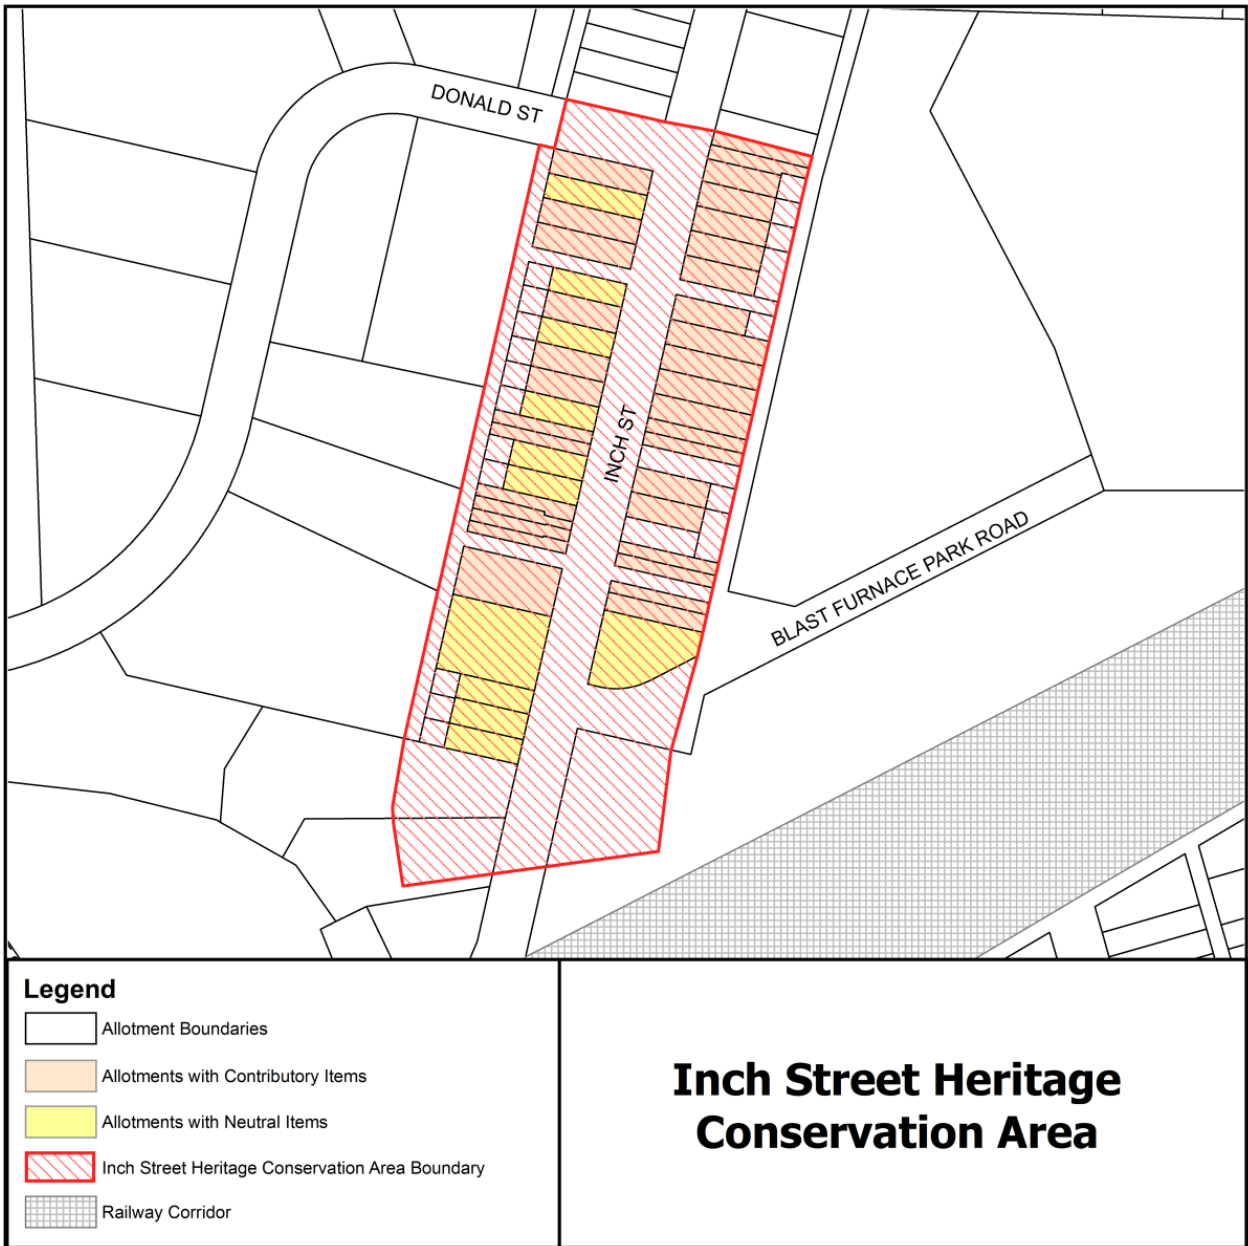 DONALD ST
INCH ST
BLAST FURNACE PARK ROAD
Legend
Allotment Boundaries
Allotments with Contributory Items
Allotments with Neutral Items
Inch Street Heritage Conservation Area Boundary
Railway Corridor
Inch Street Heritage
Conservation Area